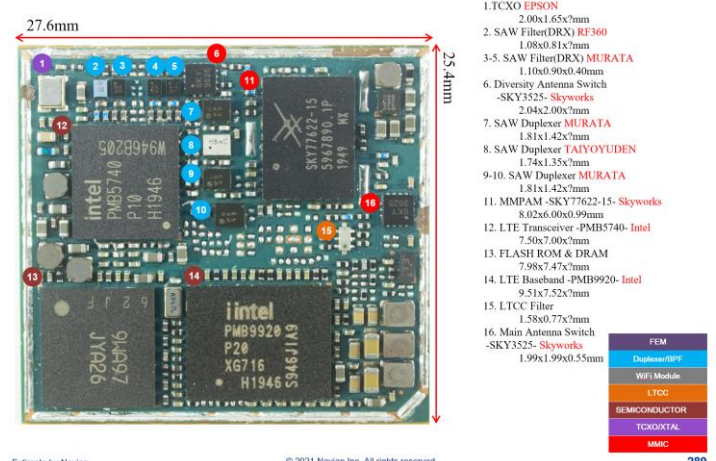 27.6mm
25.4mm
1
2
3
4
5
6
11
7
8
9
10
12
13
14
15
16
W946B205
intel
PMB5740
P10
H1946
SKY77622-15
5967890.1P
1949 MX
SKY
3525
62JF
JYA26
intel
PMB9920
P20
XG716
H1946
S946JIA9
1.TCXO EPSON
2.00x1.65x?mm
2. SAW Filter(DRX) RF360
1.08x0.81x?mm
3-5. SAW Filter(DRX) MURATA
1.10x0.90x0.40mm
6. Diversity Antenna Switch
-SKY3525- Skyworks
2.04x2.00x?mm
7. SAW Duplexer MURATA
1.81x1.42x?mm
8. SAW Duplexer TAIYOYUDEN
1.74x1.35x?mm
9-10. SAW Duplexer MURATA
1.81x1.42x?mm
11. MMPAM -SKY77622-15- Skyworks
8.02x6.00x0.99mm
12. LTE Transceiver -PMB5740- Intel
7.50x7.00x?mm
13. FLASH ROM & DRAM
7.98x7.47x?mm
14. LTE Baseband -PMB9920- Intel
9.51x7.52x?mm
15. LTCC Filter
1.58x0.77x?mm
16. Main Antenna Switch
-SKY3525- Skyworks
1.99x1.99x0.55mm
FEM
Duplexer/BPF
WiFi Module
LTCC
SEMICONDUCTOR
TCXO/XTAL
MMIC
289